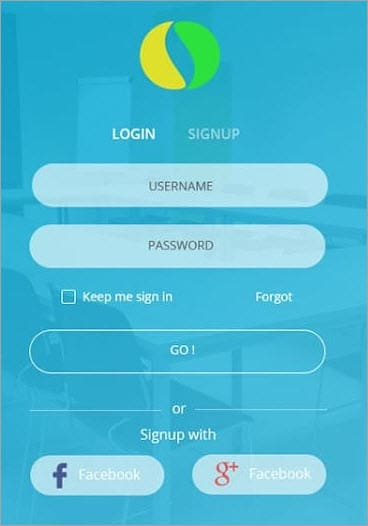 LOGIN SIGNUP
USERNAME
PASSWORD
Keep me sign in Forgot
GO !
or
Signup with
f Facebook g+ Facebook